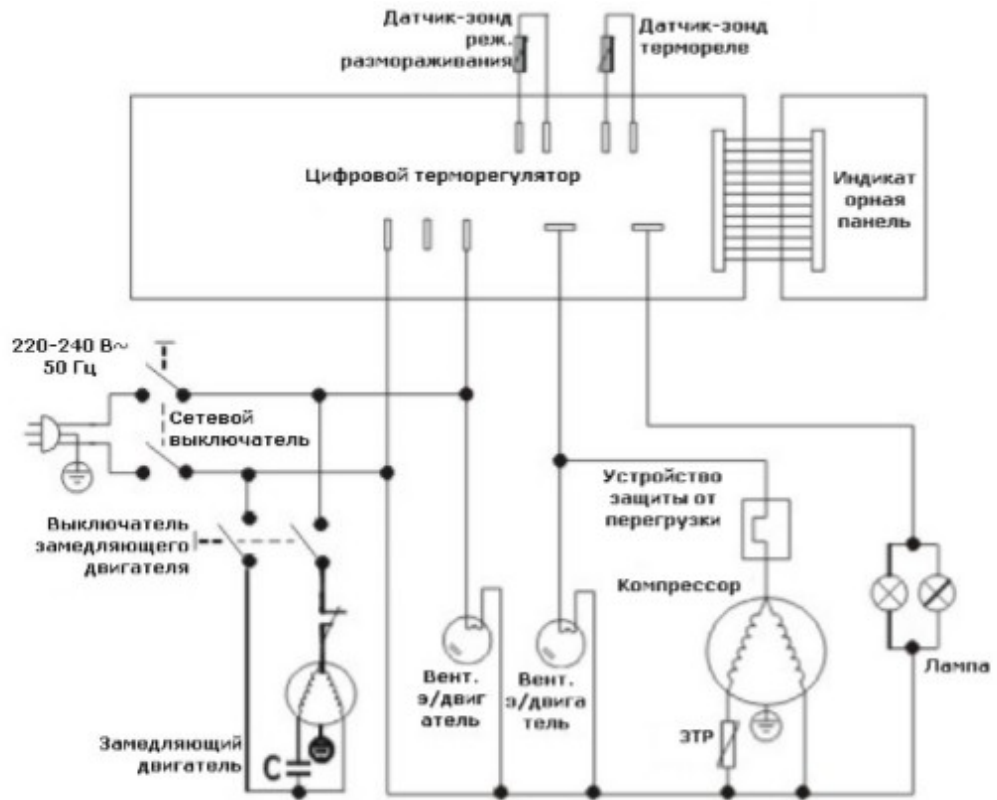 Датчик-зонд
реж.
размораживания
Датчик-зонд
термореле
Цифровой терморегулятор
Индикат
орная
панель
220-240 В~
50 Гц
Сетевой
выключатель
Выключатель
замедляющего
двигателя
Устройство
защиты от
перегрузки
Компрессор
Лампа
Вент.
э/двиг
атель
Вент.
э/двига
тель
ЗТР
Замедляющий
двигатель
C